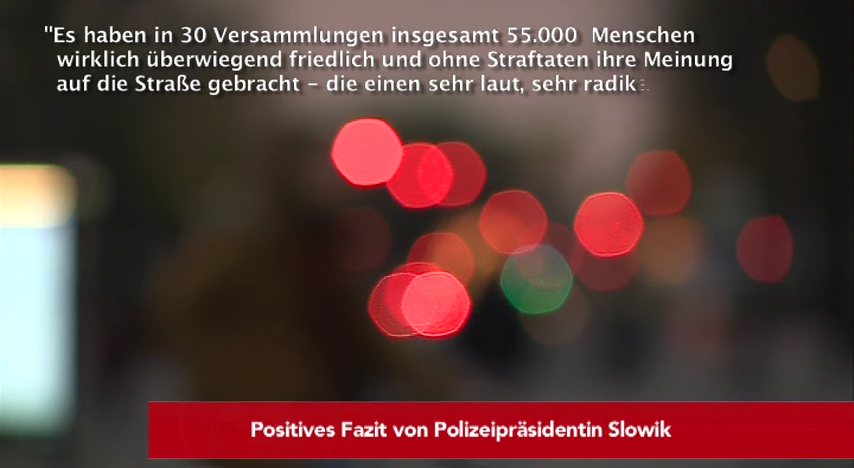 "Es haben in 30 Versammlungen insgesamt 55.000 Menschen
wirklich überwiegend friedlich und ohne Straftaten ihre Meinung
auf die Straße gebracht – die einen sehr laut, sehr radik
Positives Fazit von Polizeipräsidentin Slowik